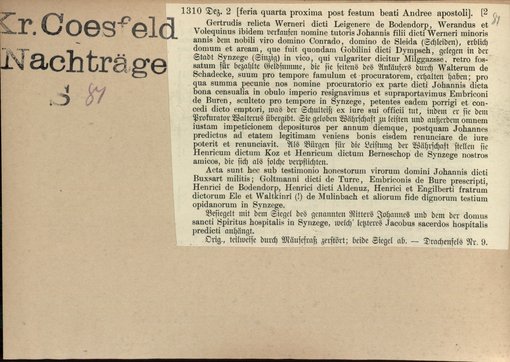 Kr. Coesfeld
Nachträge
S 81
1310 Dez. 2 [feria quarta proxima post festum beati Andree apostoli]. [2
81
Gertrudis relicta Werneri dicti Leigenere de Bodendorp, Werandus et
Volequinus ibidem verkaufen nomine tutoris Johannis filii dicti Werneri minoris
annis dem nobili viro domino Conrado, domino de Sleida (Schleiden), erblich
domum et aream, que fuit quondam Gobillini dicti Dympsch, gelegen in der
Stadt Synzege (Sinzig) in vico, qui vulgariter dicitur Milggazsse, retro fos-
satum für bezahlte Geldsumme, die sie seitens des Ankäufers durch Walterum de
Schadecke, suum pro tempore famulum et procuratorem, erhalten haben; pro
qua summa pecunie nos nomine procuratorio ex parte dicti Johannis dicta
bona censualia in obulo imperio resignavimus et supraportavimus Embriconi
de Buren, sculteto pro tempore in Synzege, petentes eadem porrigi et con-
cedi dicto emptori, was der Schultheiß ex iure sui officii tut, indem er sie dem
Prokurator Walterus übergibt. Sie geloben Währschaft zu leisten und außerdem omnem
iustam impeticionem deposituros per annum diemque, postquam Johannes
predictus ad etatem legitimam veniens bonis eisdem renunciare de iure
poterit et renunciavit. Als Bürgen für die Leistung der Währschaft stellen sie
Henricum dictum Koz et Henricum dictum Berneschop de Synzege nostros
amicos, die sich als solche verpflichten.
Acta sunt hec sub testimonio honestorum virorum domini Johannis dicti
Buxsart militis; Goltmanni dicti de Turre, Embriconis de Bure prescripti,
Henrici de Bodendorp, Henrici dicti Aldenuz, Henrici et Engilberti fratrum
dictorum Ele et Waltkinri (!) de Mulinbach et aliorum fide dignorum testium
opidanorum in Synzege.
Besiegelt mit dem Siegel des genannten Ritters Johannes und dem der domus
sancti Spiritus hospitalis in Synzege, welch' letzteres Jacobus sacerdos hospitalis
predicti anhängt.
Orig., teilweise durch Mäusefraß zerstört; beide Siegel ab. — Drachenfels Nr. 9.